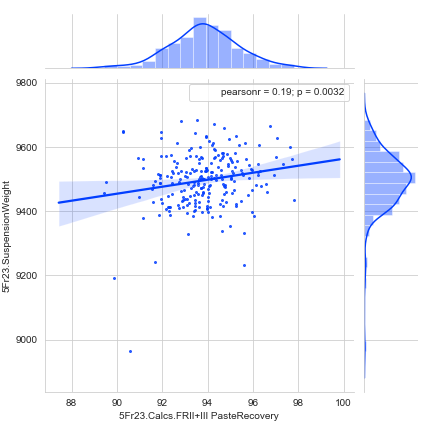 pearsonr = 0.19; p = 0.0032
9800
9600
9400
9200
9000
5Fr23.SuspensionWeight
88 90 92 94 96 98 100
5Fr23.Calcs.FRII+III PasteRecovery